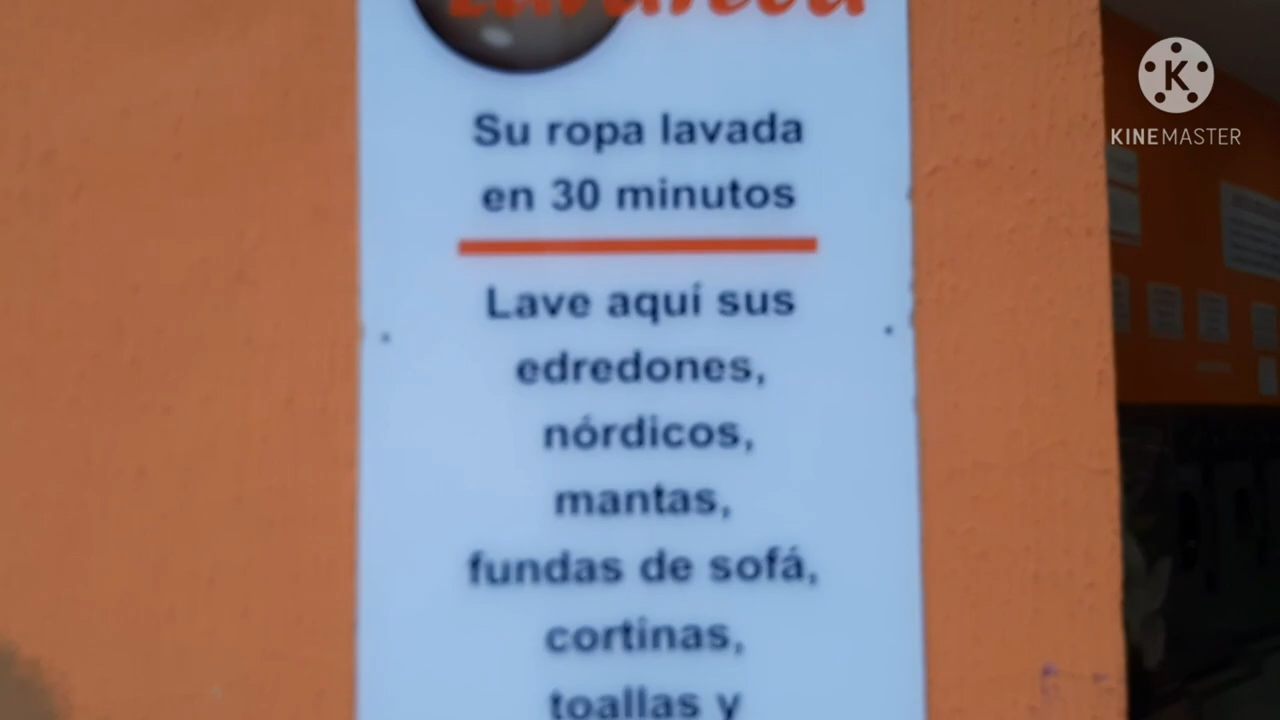 Su ropa lavada
en 30 minutos
Lave aquí sus
edredones,
nórdicos,
mantas,
fundas de sofá,
cortinas,
toallas y
KINEMASTER